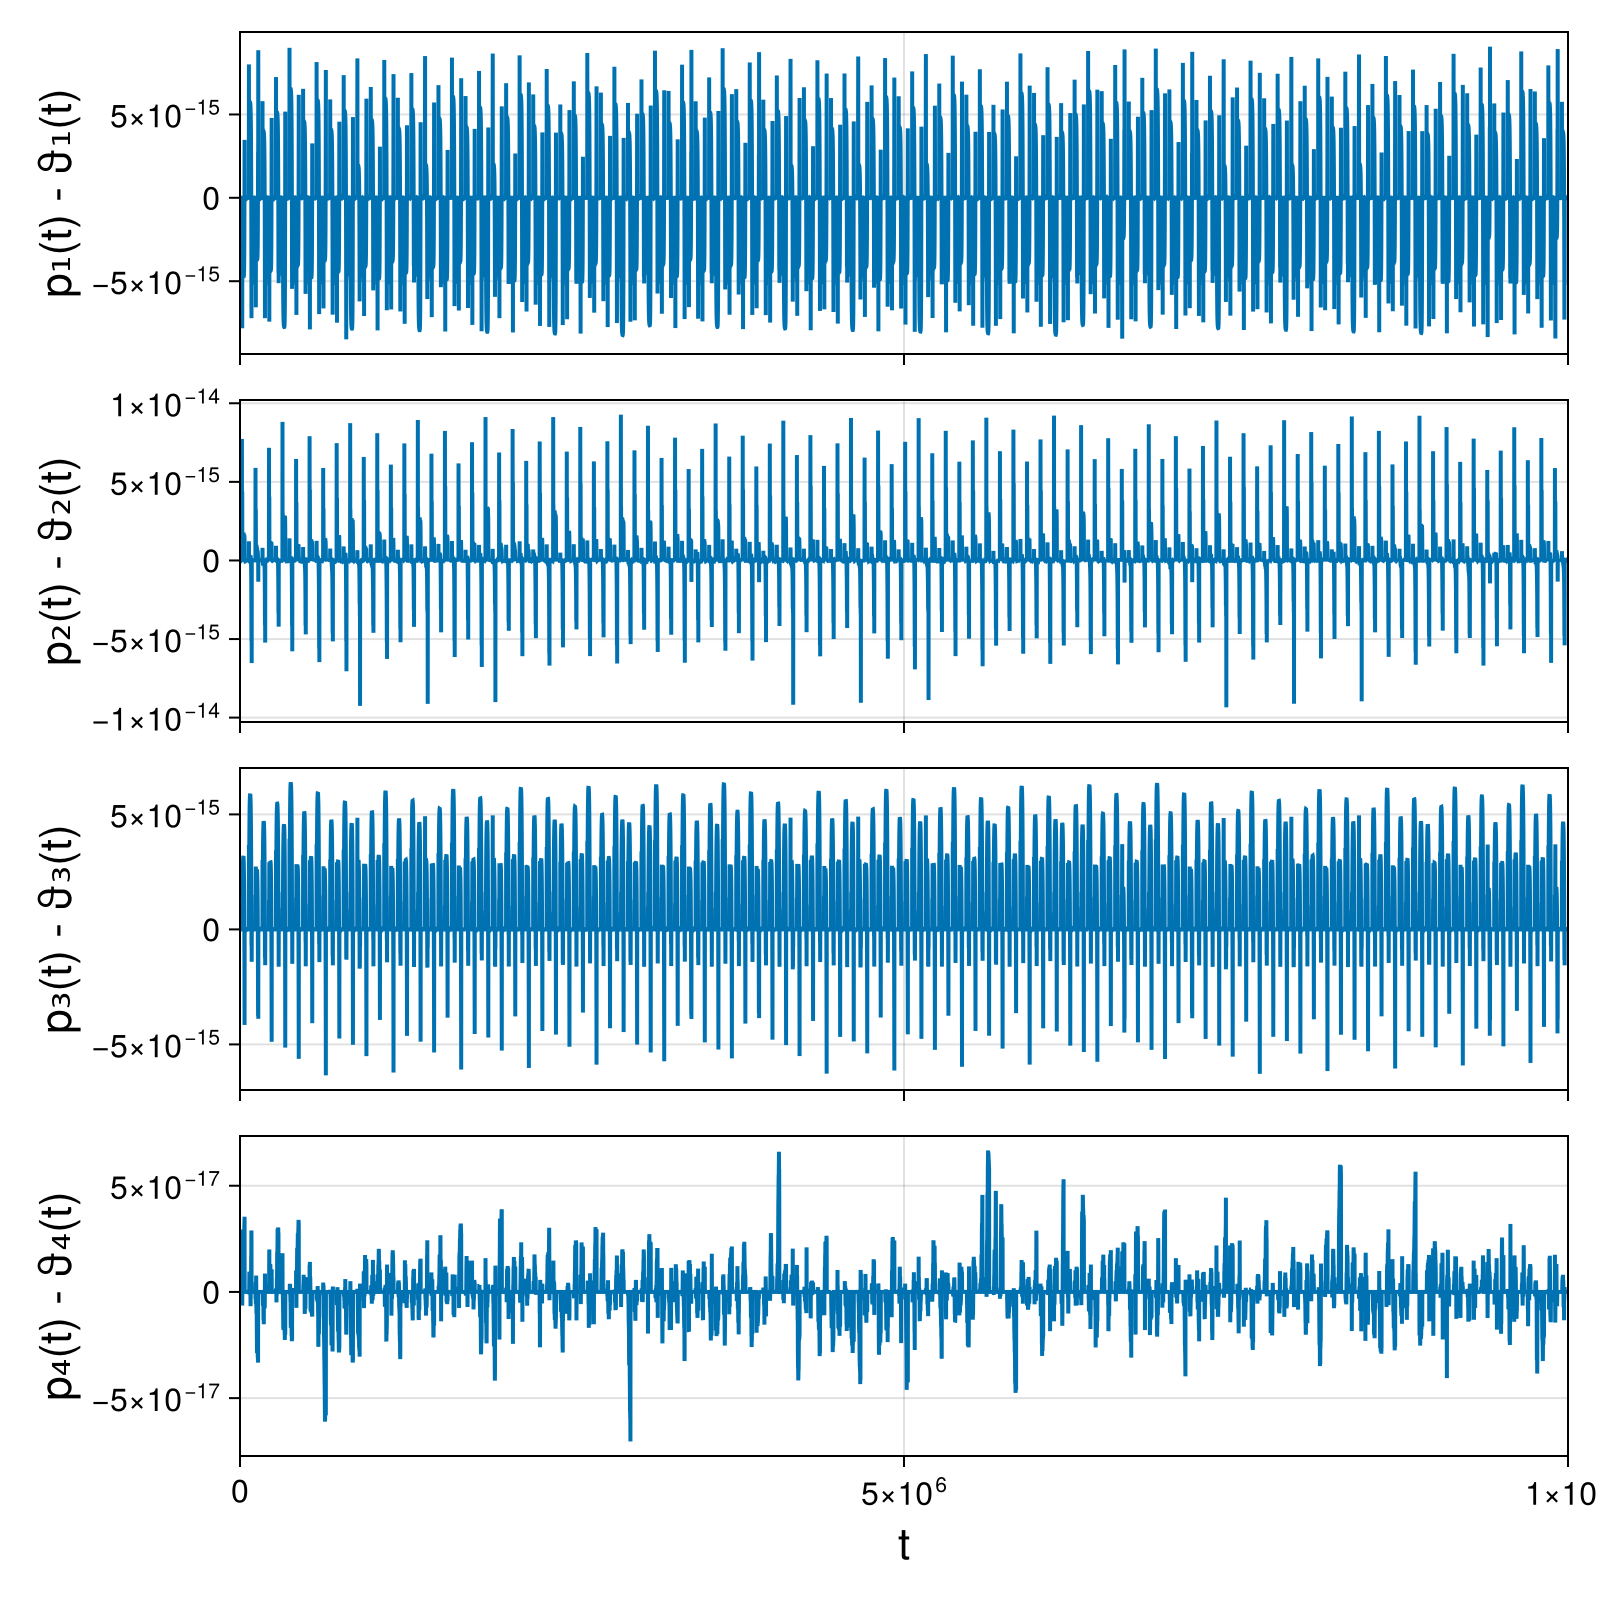 p₁(t) - ϑ₁(t)
5×10⁻¹⁵
0
−5×10⁻¹⁵
p₂(t) - ϑ₂(t)
1×10⁻¹⁴
5×10⁻¹⁵
0
−5×10⁻¹⁵
−1×10⁻¹⁴
p₃(t) - ϑ₃(t)
5×10⁻¹⁵
0
−5×10⁻¹⁵
p₄(t) - ϑ₄(t)
5×10⁻¹⁷
0
−5×10⁻¹⁷
0 5×10⁶ 1×10
t